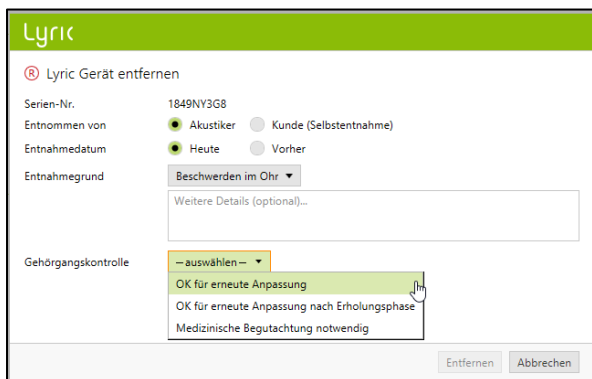 Lyric
® Lyric Gerät entfernen
Serien-Nr. 1849NY3G8
Entnommen von Akustiker Kunde (Selbstentnahme)
Entnahmedatum Heute Vorher
Entnahmegrund Beschwerden im Ohr
Weitere Details (optional)...
Gehörgangskontrolle —auswählen—
OK für erneute Anpassung
OK für erneute Anpassung nach Erholungsphase
Medizinische Begutachtung notwendig
Entfernen Abbrechen